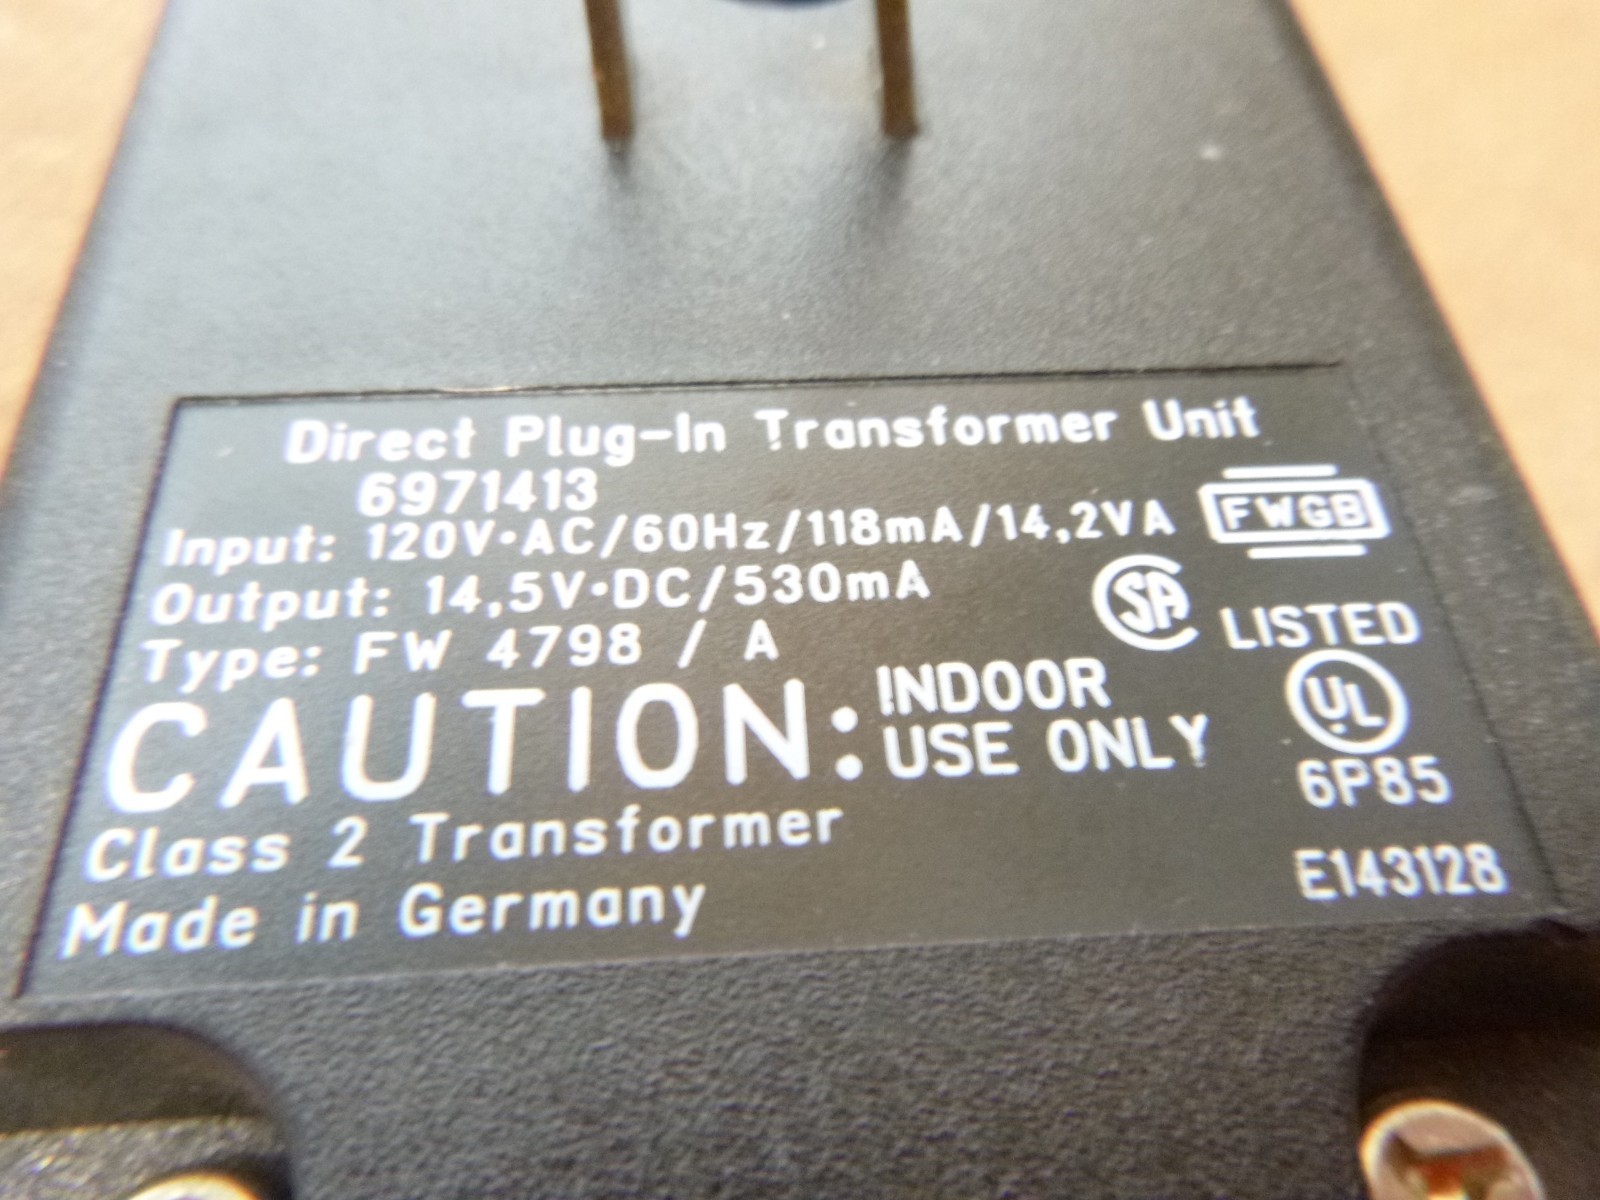 Direct Plug-In Transformer Unit
6971413
Input: 120V·AC/60Hz/118mA/14,2VA
FWGB
Output: 14,5V·DC/530mA
SA
LISTED
Type: FW 4798 / A
CAUTION: INDOOR
USE ONLY
UL
6P85
Class 2 Transformer
E143128
Made in Germany